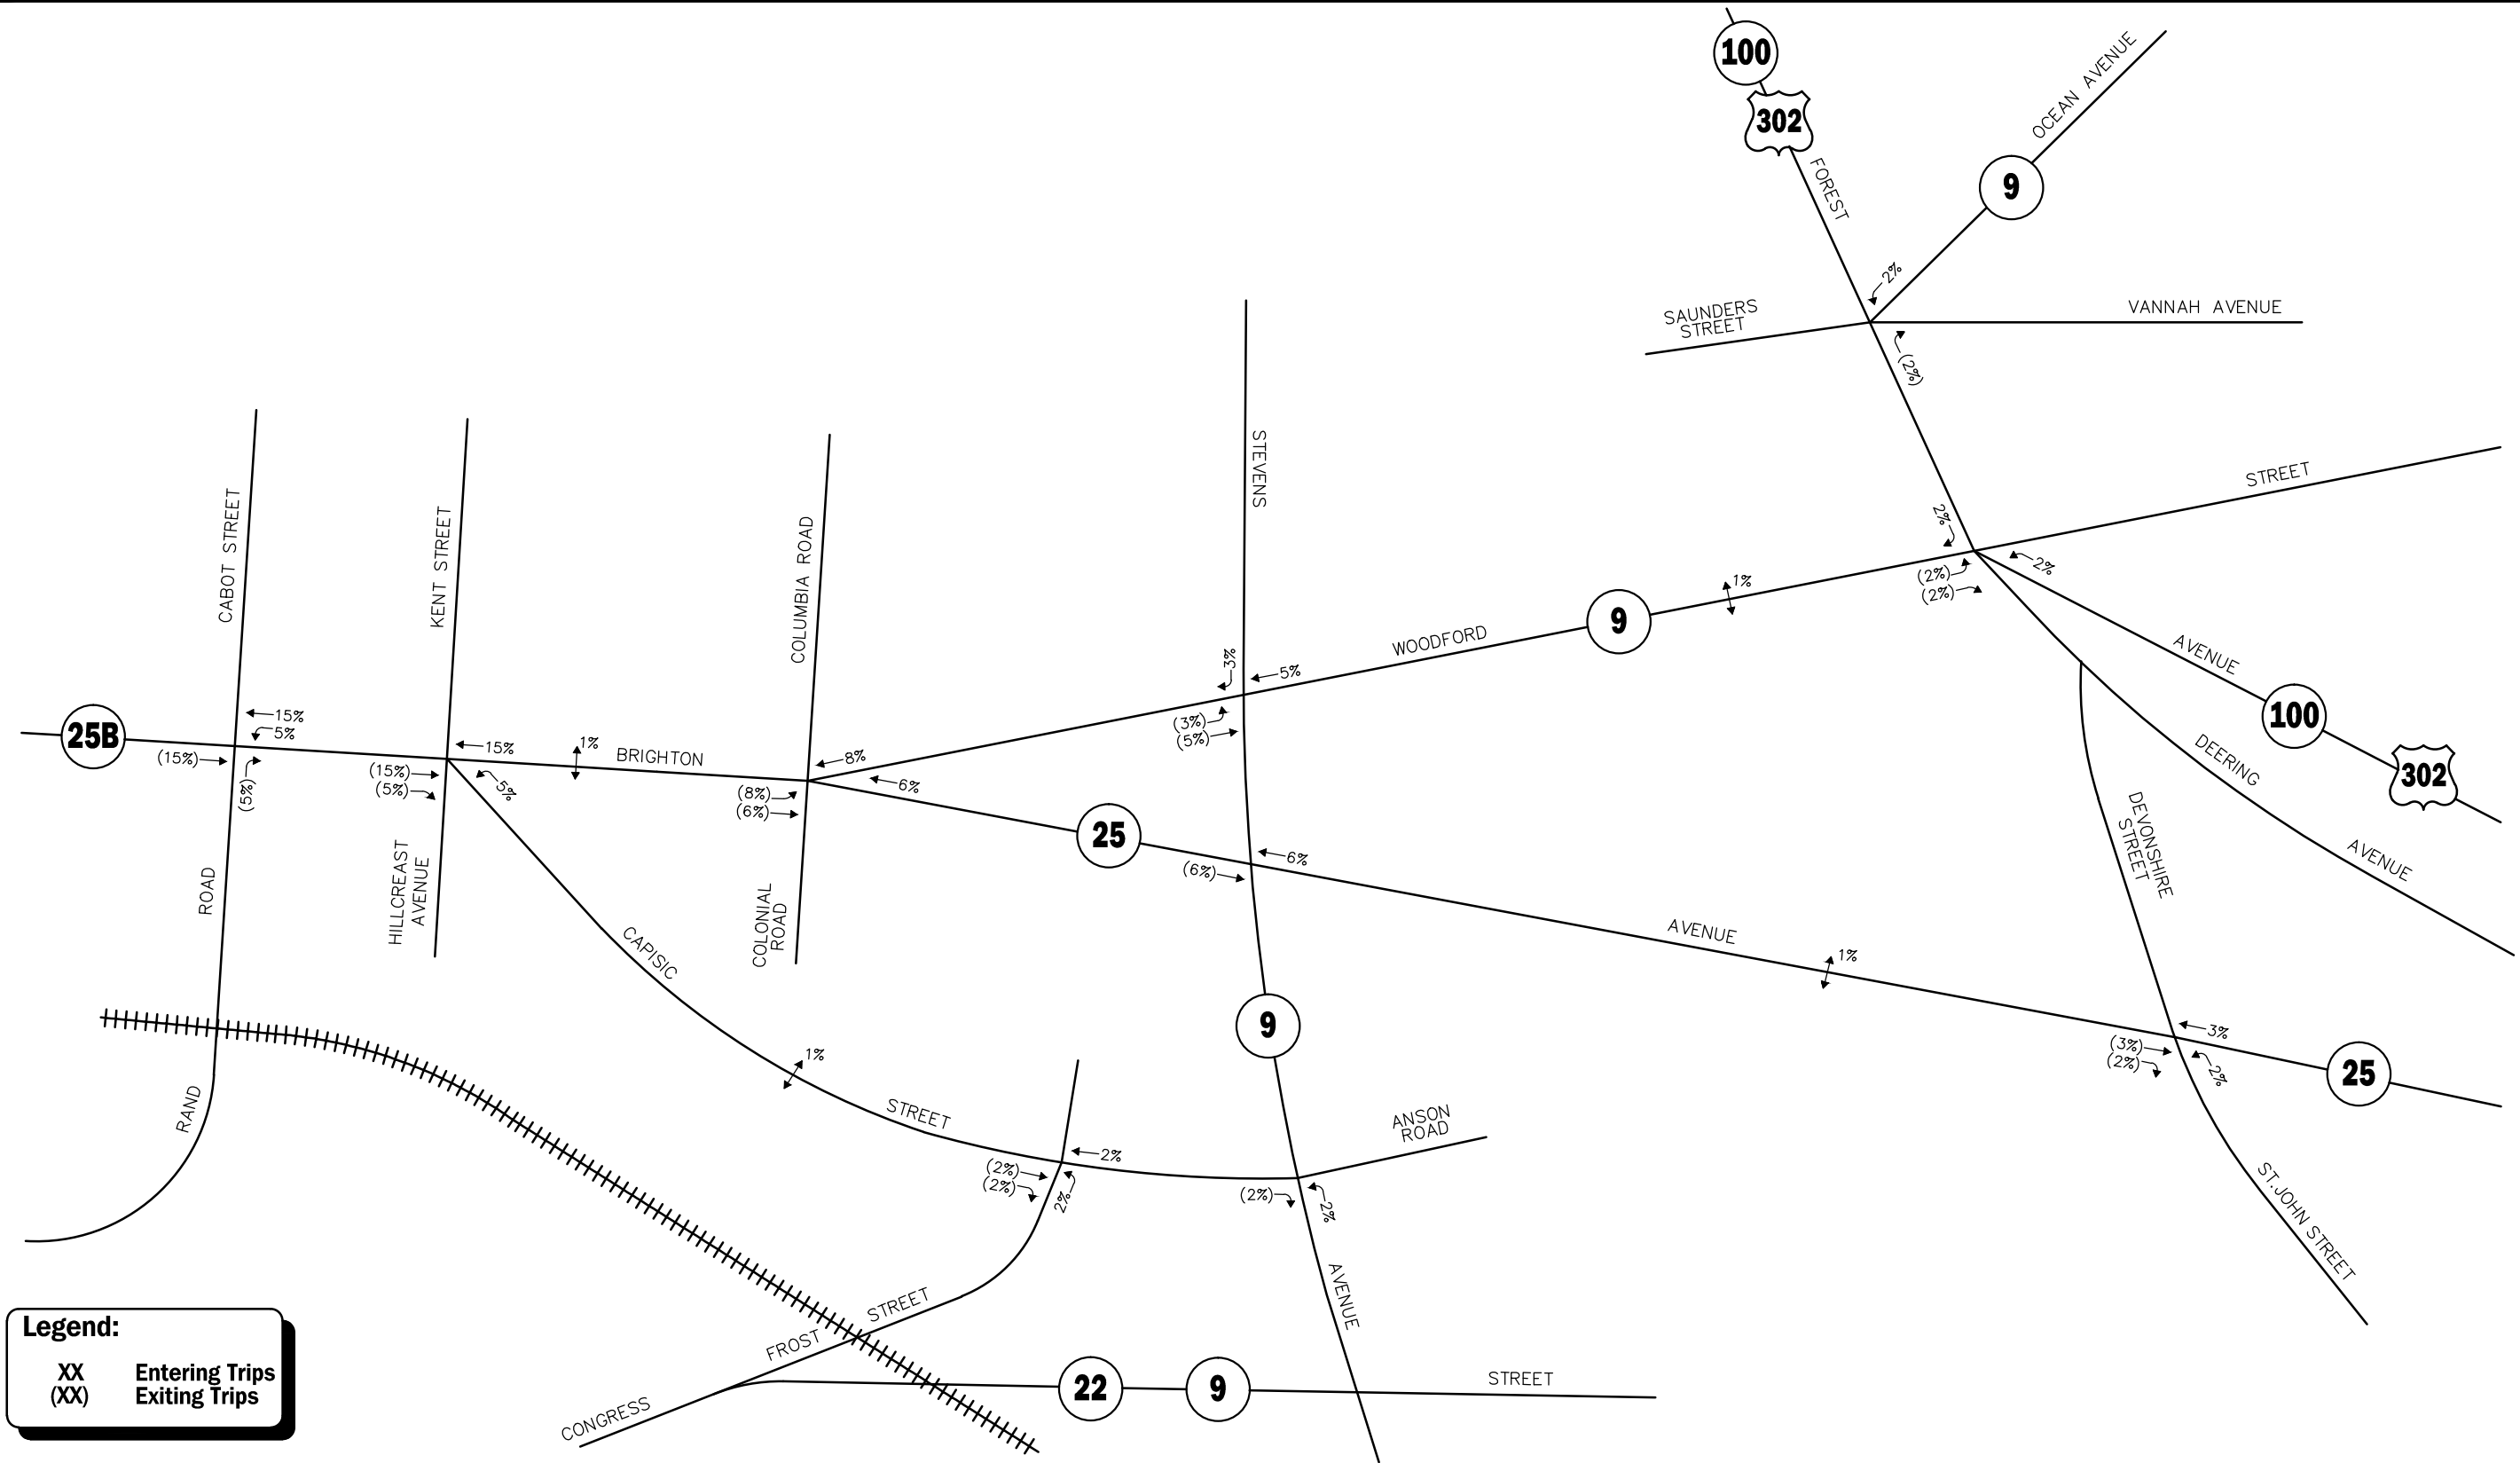 100
302
FOREST
OCEAN AVENUE
9
2%
SAUNDERS
STREET
VANNAH AVENUE
(2%)
STREET
2%
2%
(2%)
(2%)
1%
9
WOODFORD
AVENUE
100
302
DEERING
AVENUE
STEVENS
3%
5%
(3%)
(5%)
CABOT STREET
KENT STREET
COLUMBIA ROAD
25B
15%
5%
(15%)
(5%)
15%
(15%)
(5%)
5%
1%
BRIGHTON
8%
6%
(8%)
(6%)
25
6%
(6%)
AVENUE
1%
DEVONSHIRE
STREET
3%
(3%)
(2%)
2%
25
ST.JOHN STREET
ROAD
RAND
HILLCREAST
AVENUE
COLONIAL
ROAD
CAPISIC
1%
STREET
9
2%
(2%)
(2%)
2%
ANSON
ROAD
(2%)
2%
AVENUE
STREET
FROST
CONGRESS
22
9
STREET
Legend:
XX Entering Trips
(XX) Exiting Trips